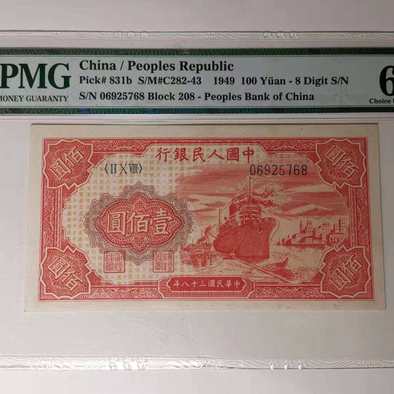 PMG
MONEY GUARANTY
China / Peoples Republic
Pick# 831b S/M#C282-43 1949 100 Yüan - 8 Digit S/N
S/N 06925768 Block 208 - Peoples Bank of China
6
Choice
行銀民人國中
〈ⅡⅩⅧ〉 06925768
佰圓 佰圓
圓佰壹
佰圓 佰圓
年八十三國民華中